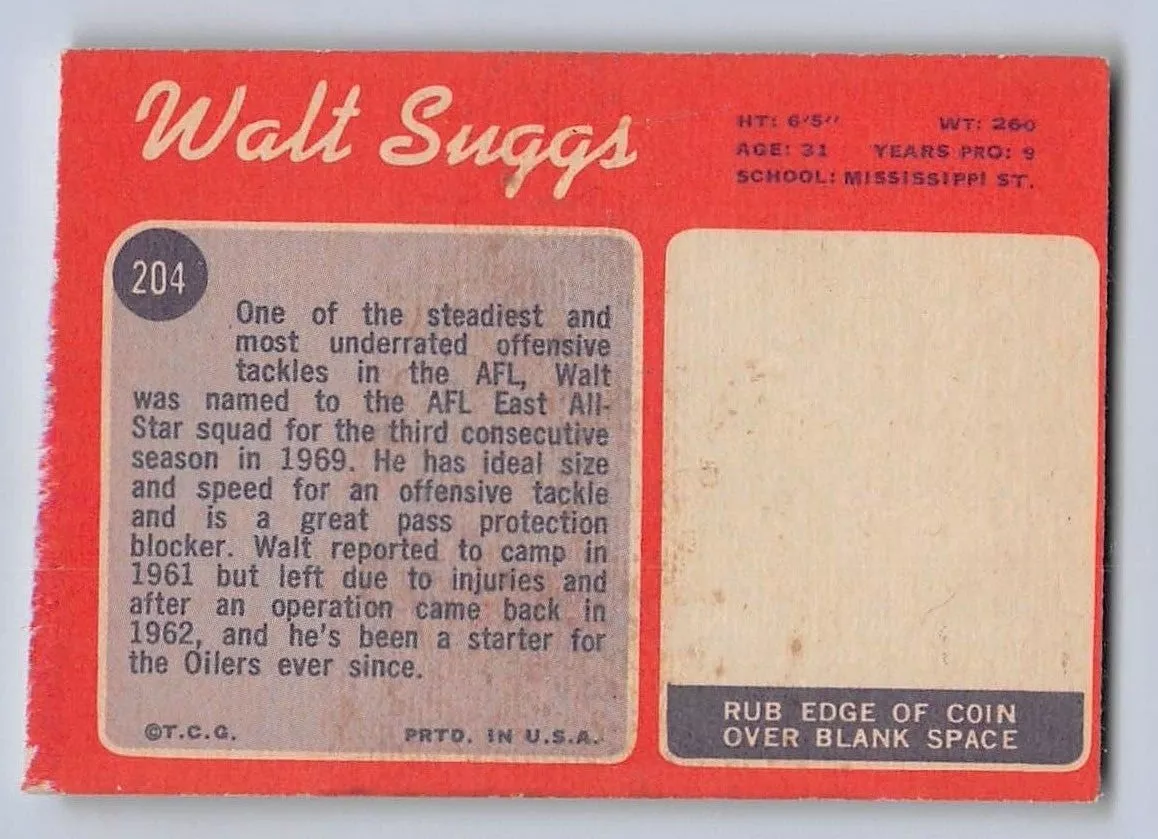 Walt Suggs
HT: 6'5" WT: 260
AGE: 31 YEARS PRO: 9
SCHOOL: MISSISSIPPI ST.
204
One of the steadiest and
most underrated offensive
tackles in the AFL, Walt
was named to the AFL East All-
Star squad for the third consecutive
season in 1969. He has ideal size
and speed for an offensive tackle
and is a great pass protection
blocker. Walt reported to camp in
1961 but left due to injuries and
after an operation came back in
1962, and he's been a starter for
the Oilers ever since.
©T.C.G. PRTD. IN U.S.A.
RUB EDGE OF COIN
OVER BLANK SPACE